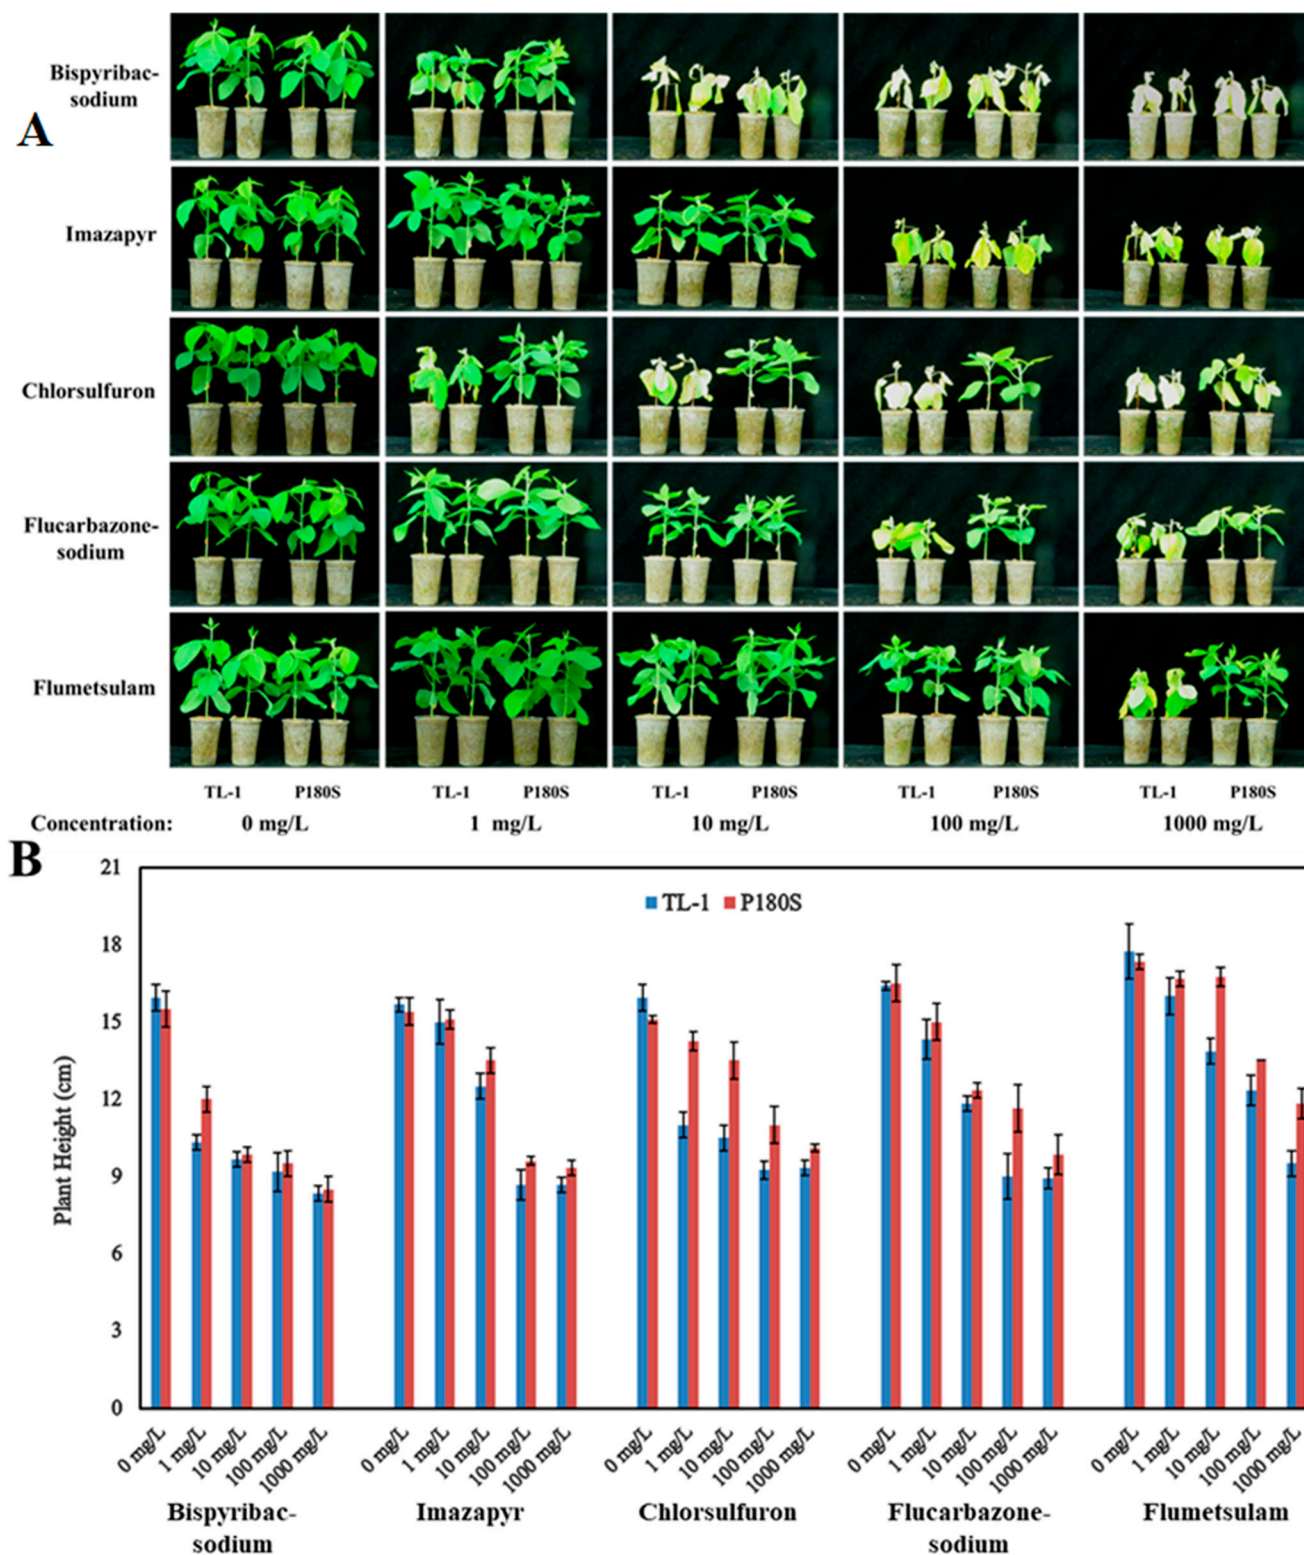 A
Bispyribac-
sodium
Imazapyr
Chlorsulfuron
Flucarbazone-
sodium
Flumetsulam
TL-1 P180S TL-1 P180S TL-1 P180S TL-1 P180S TL-1 P180S
Concentration: 0 mg/L 1 mg/L 10 mg/L 100 mg/L 1000 mg/L
B
TL-1 P180S
Plant Height (cm)
21
18
15
12
9
6
3
0
0 mg/L 1 mg/L 10 mg/L 100 mg/L 1000 mg/L 0 mg/L 1 mg/L 10 mg/L 100 mg/L 1000 mg/L 0 mg/L 1 mg/L 10 mg/L 100 mg/L 1000 mg/L 0 mg/L 1 mg/L 10 mg/L 100 mg/L 1000 mg/L 0 mg/L 1 mg/L 10 mg/L 100 mg/L 1000 mg/L
Bispyribac- Imazapyr Chlorsulfuron Flucarbazone- Flumetsulam
sodium sodium